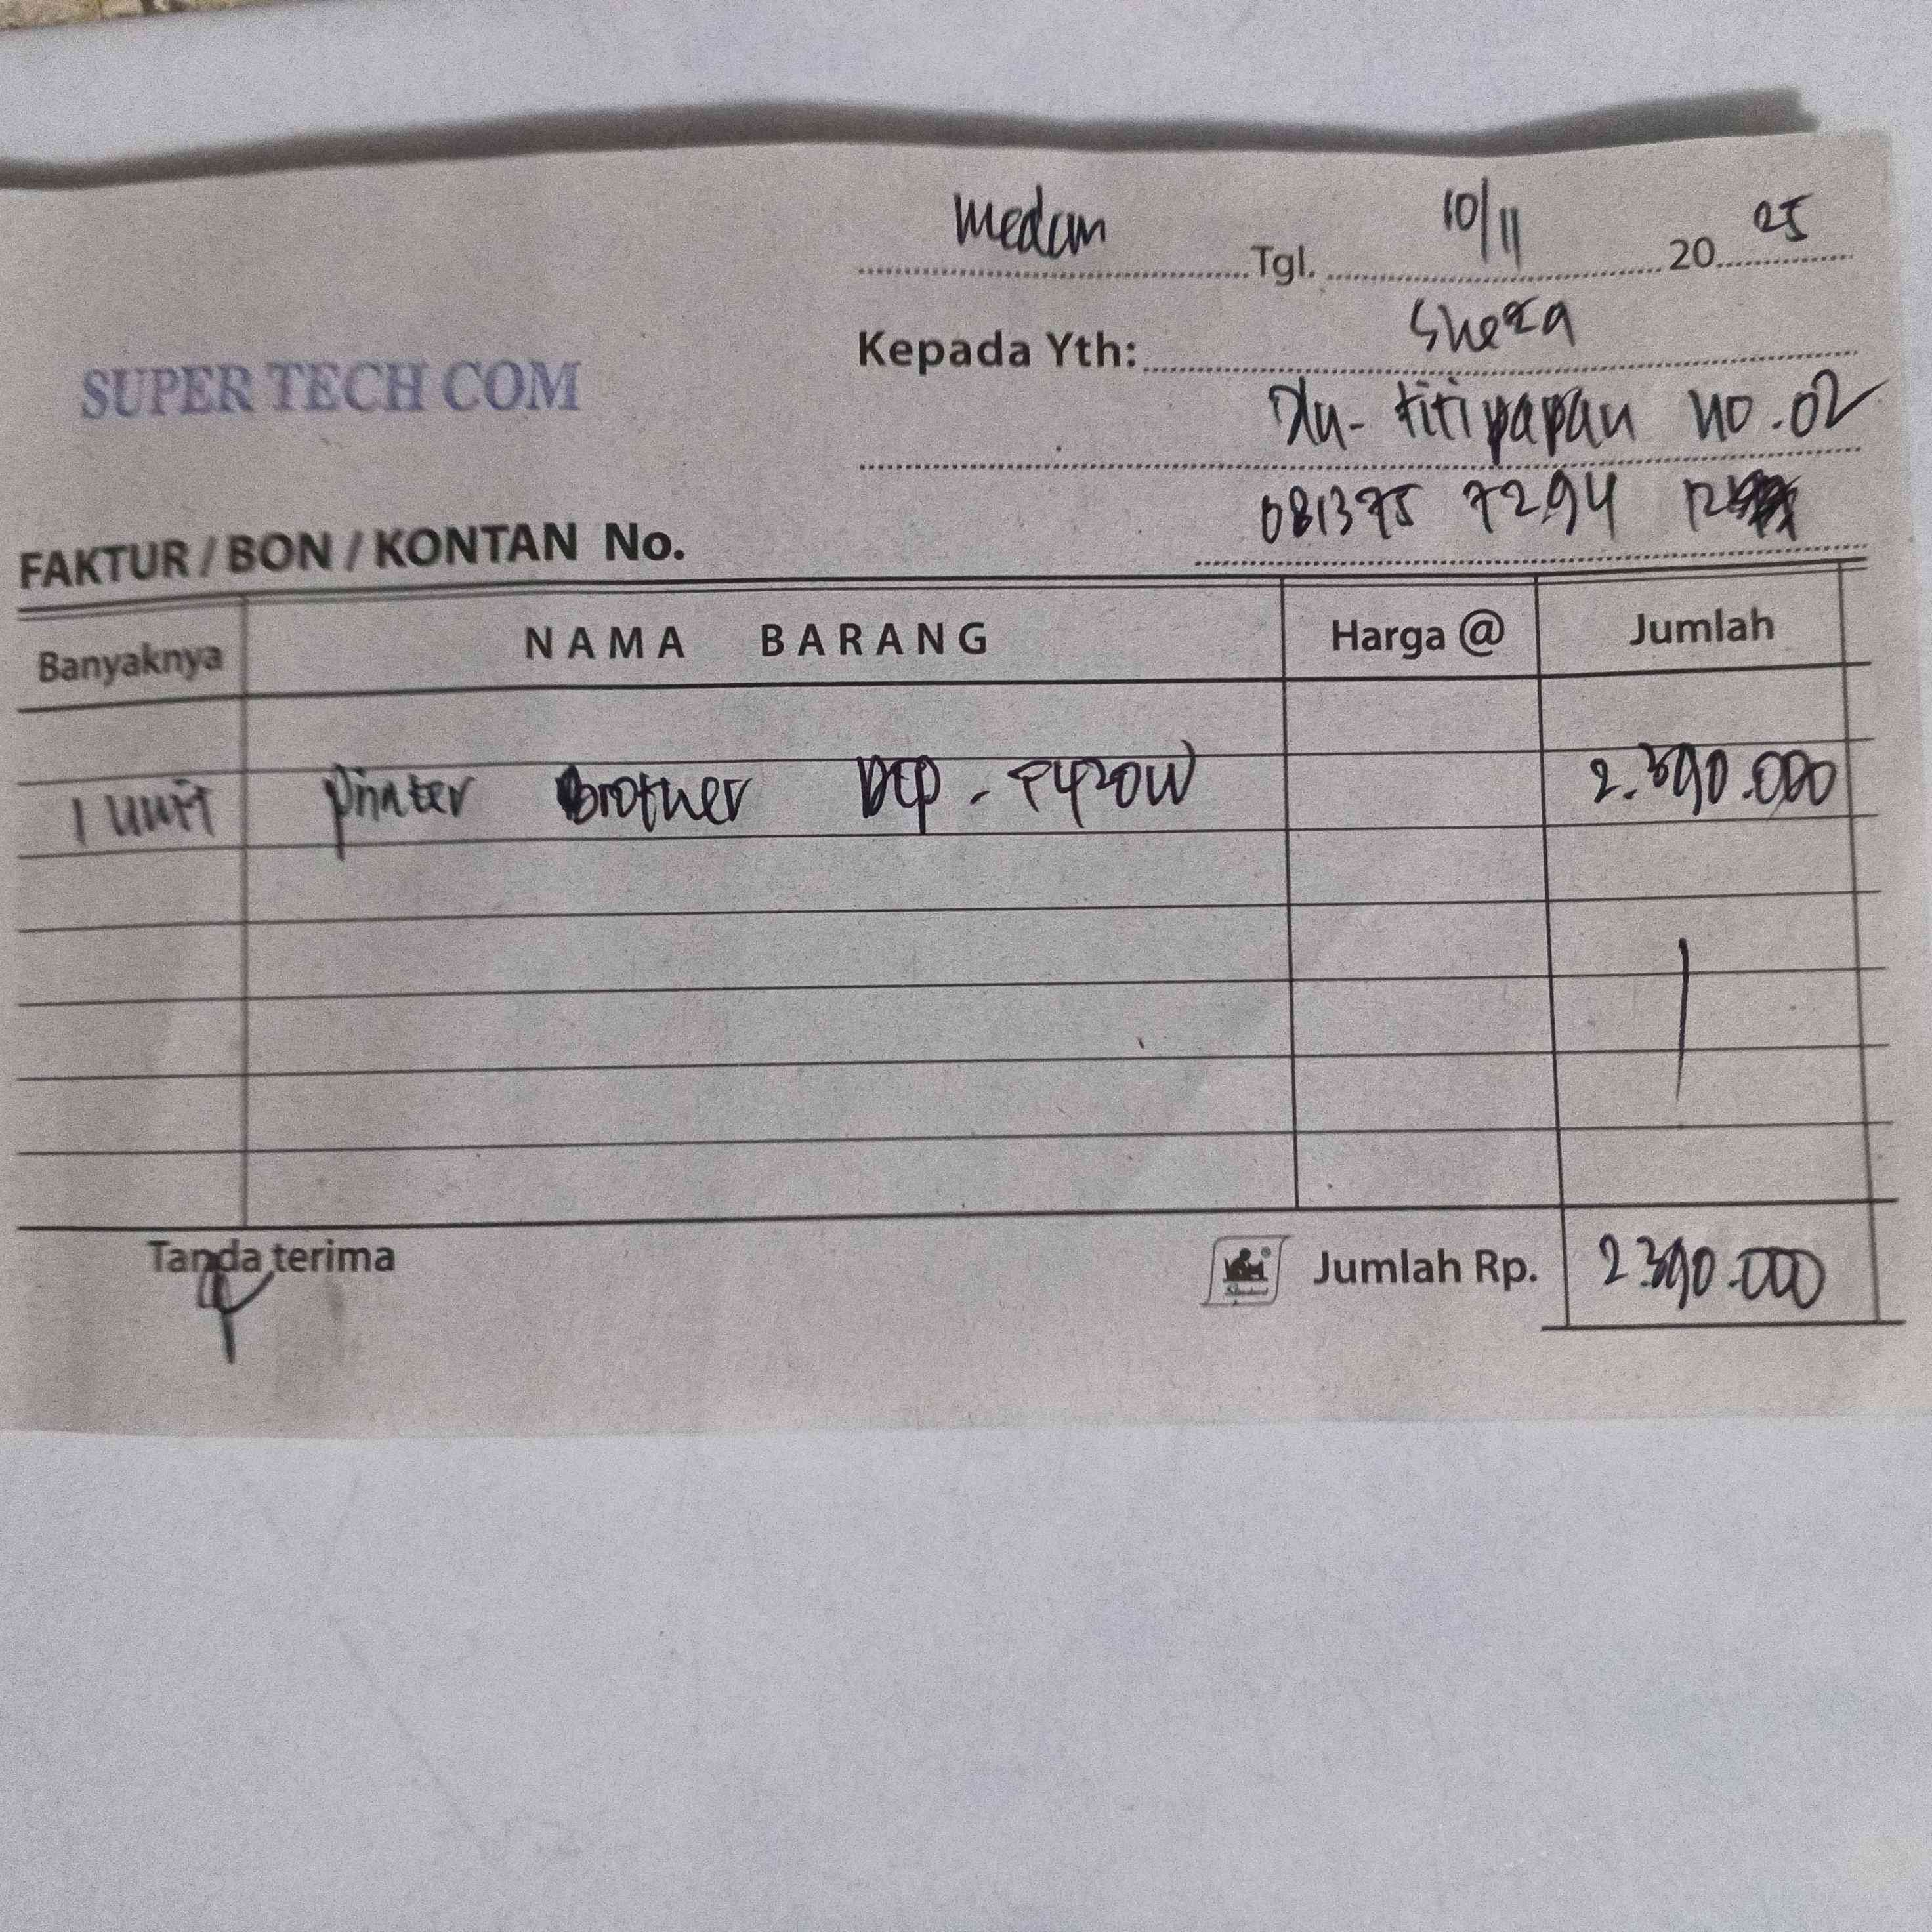 Medan Tgl. 10/11 20 25
Kepada Yth: Sheza
SUPER TECH COM
titipapan no.02
081375 7294 12
FAKTUR / BON / KONTAN No.
Banyaknya NAMA BARANG Harga @ Jumlah
1 unit printer Brother DCP - T420W 2.390.000
Tanda terima Jumlah Rp. 2.390.000